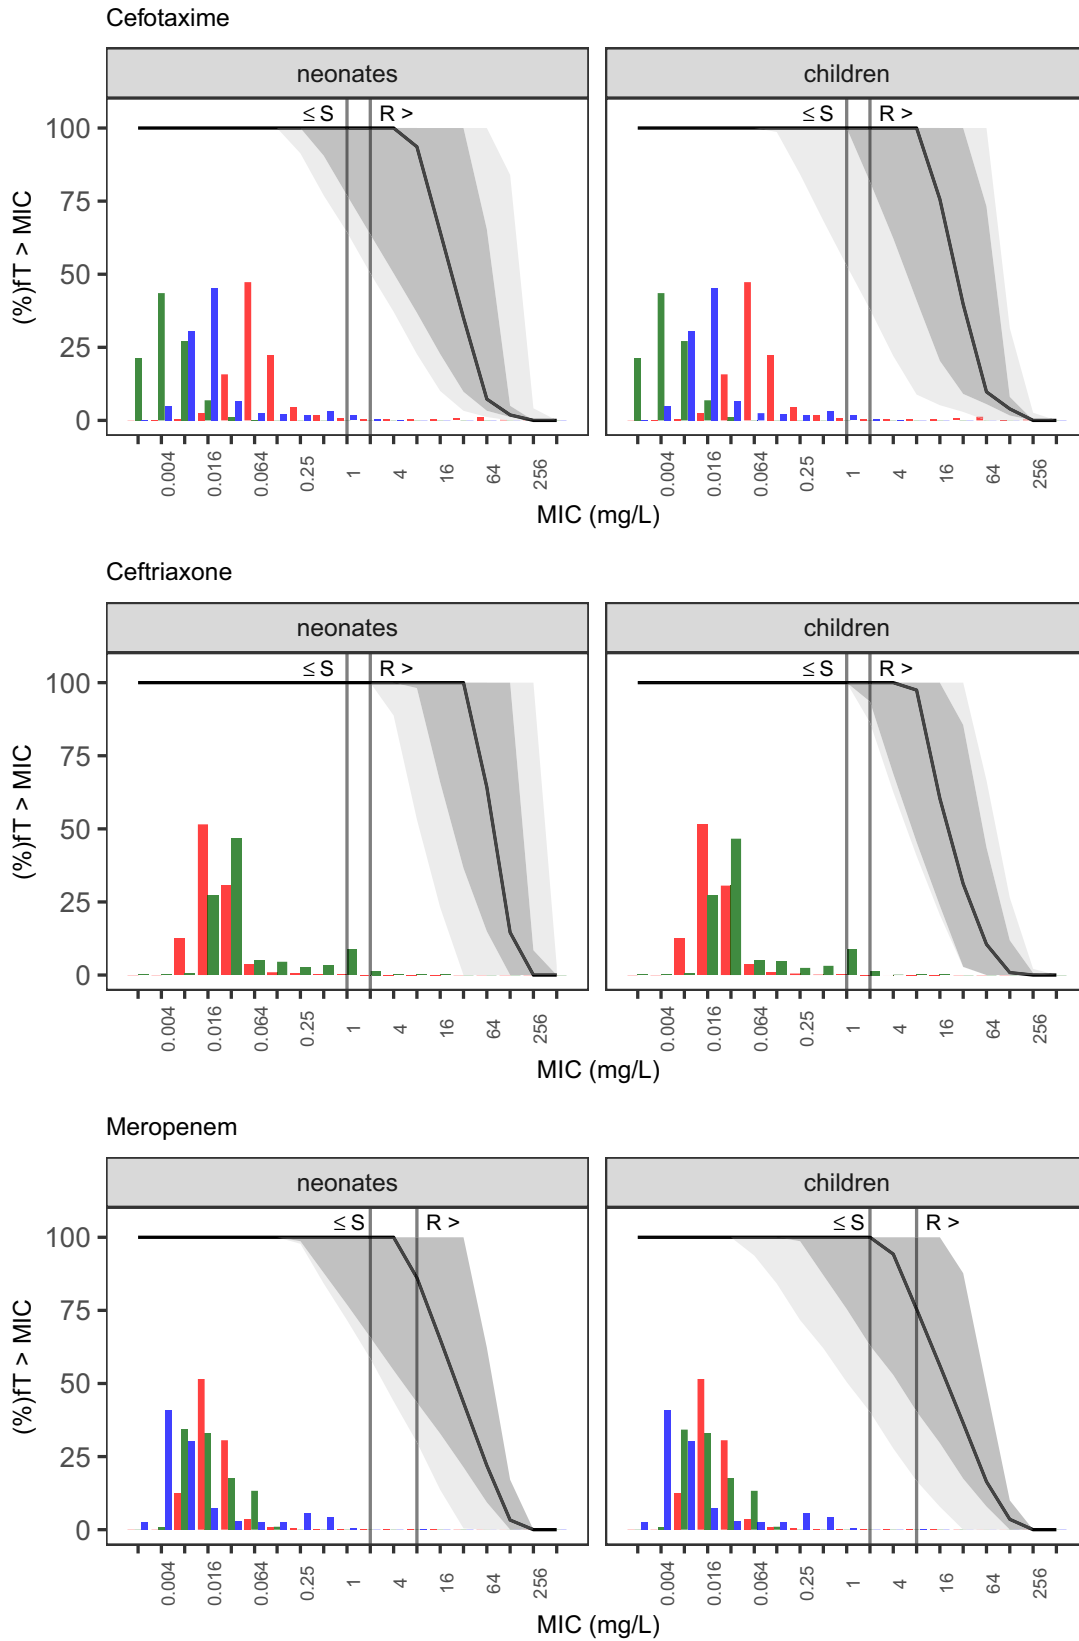 Cefotaxime
neonates children
≤ S R > ≤ S R >
100
75
50
25
0
(%)fT > MIC
0.004 0.016 0.064 0.25 1 4 16 64 256 0.004 0.016 0.064 0.25 1 4 16 64 256
MIC (mg/L)
Ceftriaxone
neonates children
≤ S R > ≤ S R >
100
75
50
25
0
(%)fT > MIC
0.004 0.016 0.064 0.25 1 4 16 64 256 0.004 0.016 0.064 0.25 1 4 16 64 256
MIC (mg/L)
Meropenem
neonates children
≤ S R > ≤ S R >
100
75
50
25
0
(%)fT > MIC
0.004 0.016 0.064 0.25 1 4 16 64 256 0.004 0.016 0.064 0.25 1 4 16 64 256
MIC (mg/L)